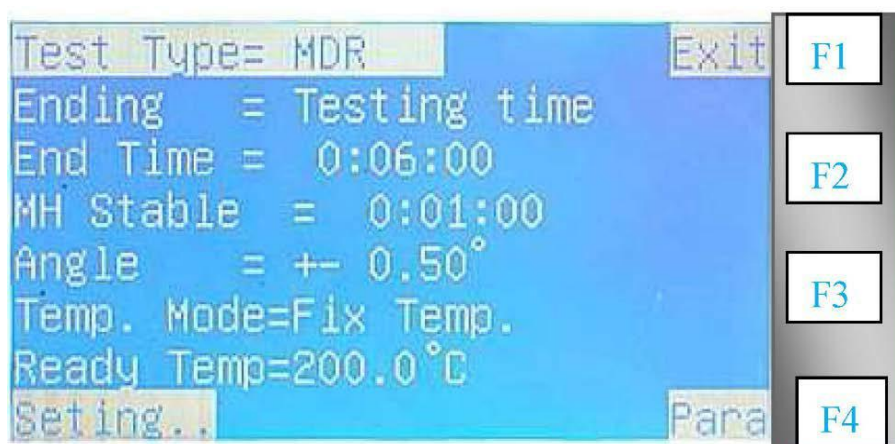 Test Type= MDR Exit F1
Ending = Testing time
End Time = 0:06:00 F2
MH Stable = 0:01:00
Angle = +- 0.50° F3
Temp. Mode=Fix Temp.
Ready Temp=200.0°C
Seting.. Para F4